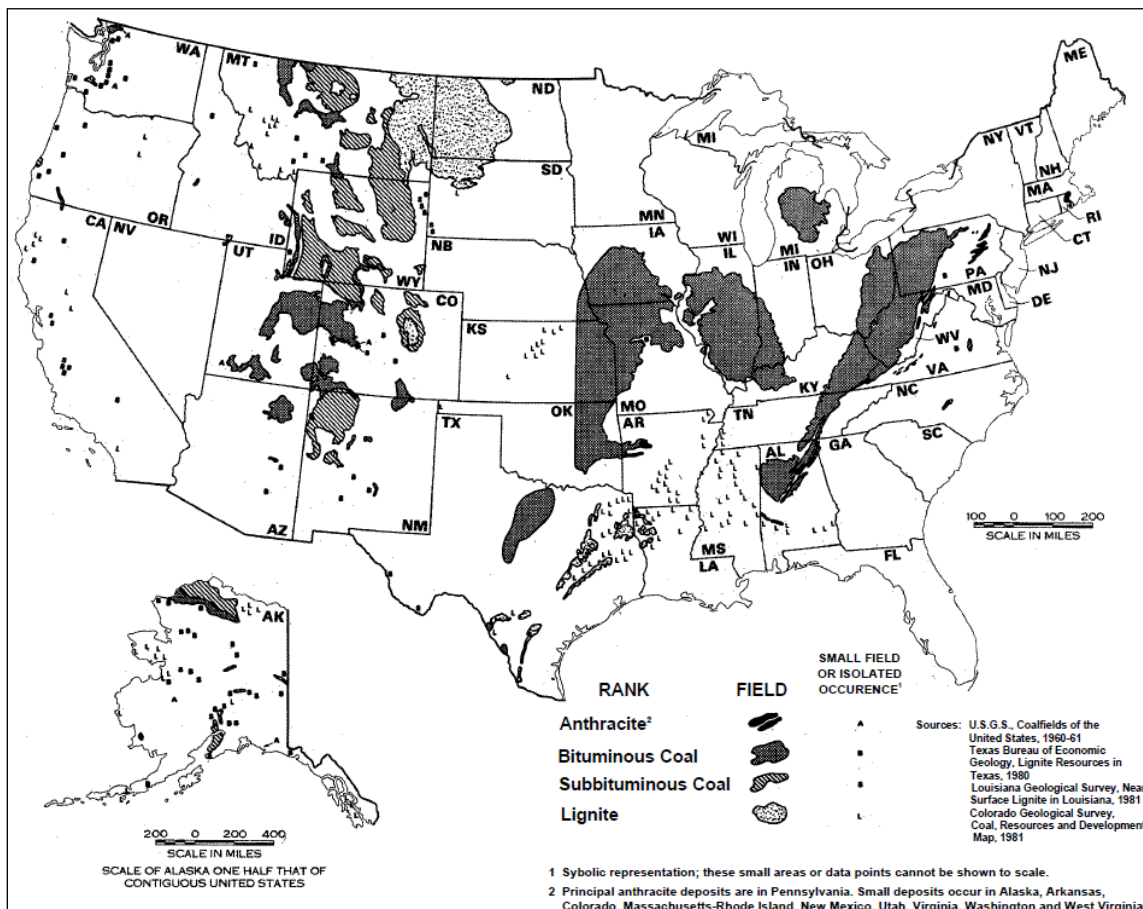 WA
MT
ND
ME
MI
NY
VT
NH
MA
SD
MN
WI
OR
ID
CA
NV
UT
WY
NB
IA
IL
MI
IN
OH
PA
RI
CT
NJ
MD
DE
CO
KS
WV
VA
KY
NC
MO
TN
OK
AR
TX
SC
AL
GA
AZ
NM
MS
LA
FL
100 0 100 200
SCALE IN MILES
AK
200 0 200 400
SCALE IN MILES
SCALE OF ALASKA ONE HALF THAT OF
CONTIGUOUS UNITED STATES
RANK FIELD SMALL FIELD
OR ISOLATED
OCCURENCE¹
Anthracite² A
Bituminous Coal B
Subbituminous Coal S
Lignite L
Sources: U.S.G.S., Coalfields of the
United States, 1960-61
Texas Bureau of Economic
Geology, Lignite Resources in
Texas, 1980
Louisiana Geological Survey, Near
Surface Lignite in Louisiana, 1981
Colorado Geological Survey,
Coal, Resources and Development
Map, 1981
1 Sybolic representation; these small areas or data points cannot be shown to scale.
2 Principal anthracite deposits are in Pennsylvania. Small deposits occur in Alaska, Arkansas,
Colorado, Massachusetts-Rhode Island, New Mexico, Utah, Virginia, Washington and West Virginia